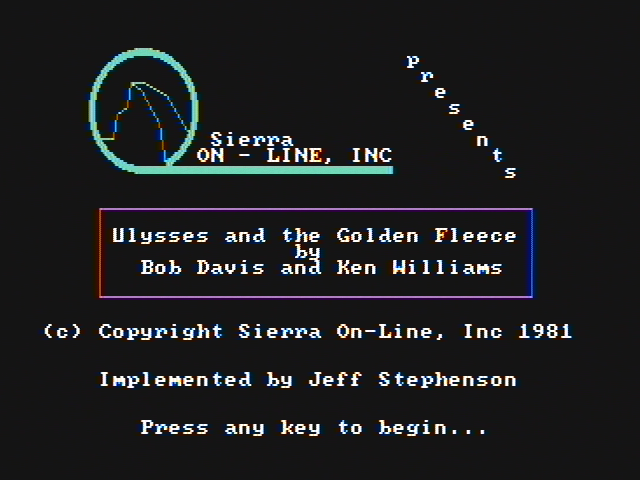 Sierra
ON - LINE, INC
presents
Ulysses and the Golden Fleece
by
Bob Davis and Ken Williams
(c) Copyright Sierra On-Line, Inc 1981
Implemented by Jeff Stephenson
Press any key to begin...